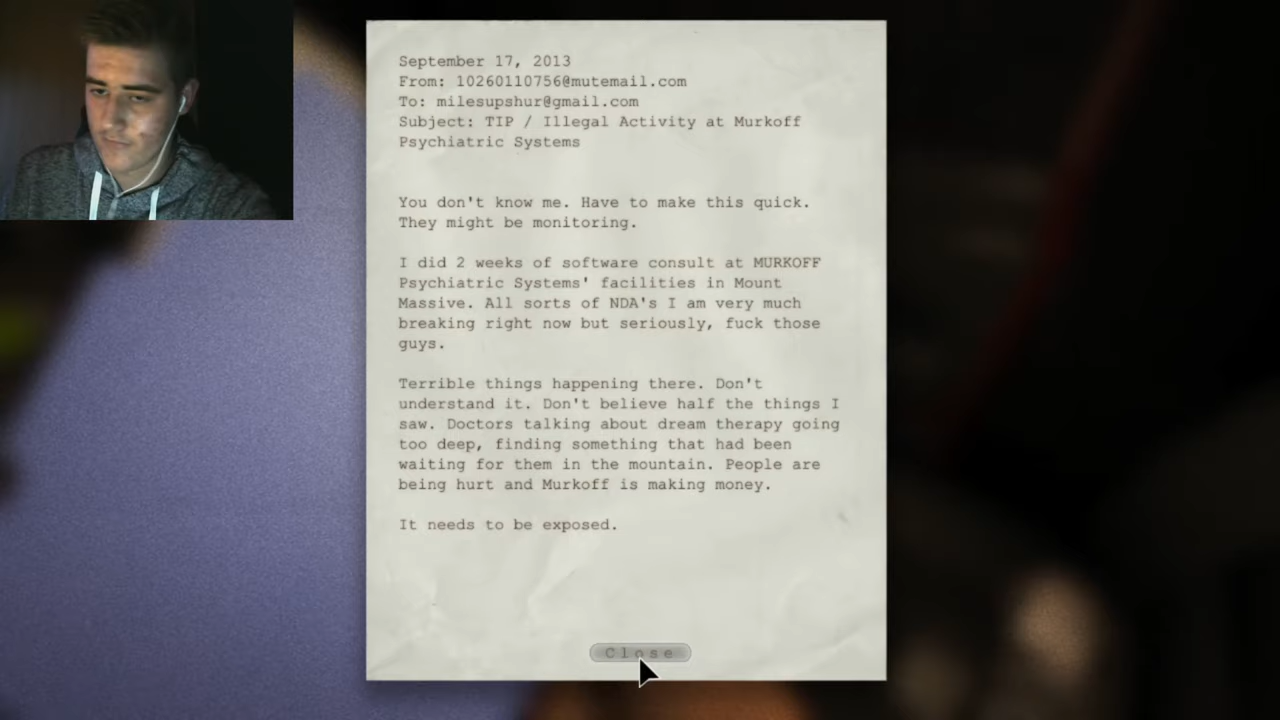 September 17, 2013
From: 10260110756@mutemail.com
To: milesupshur@gmail.com
Subject: TIP / Illegal Activity at Murkoff
Psychiatric Systems
You don't know me. Have to make this quick.
They might be monitoring.
I did 2 weeks of software consult at MURKOFF
Psychiatric Systems' facilities in Mount
Massive. All sorts of NDA's I am very much
breaking right now but seriously, fuck those
guys.
Terrible things happening there. Don't
understand it. Don't believe half the things I
saw. Doctors talking about dream therapy going
too deep, finding something that had been
waiting for them in the mountain. People are
being hurt and Murkoff is making money.
It needs to be exposed.
Close